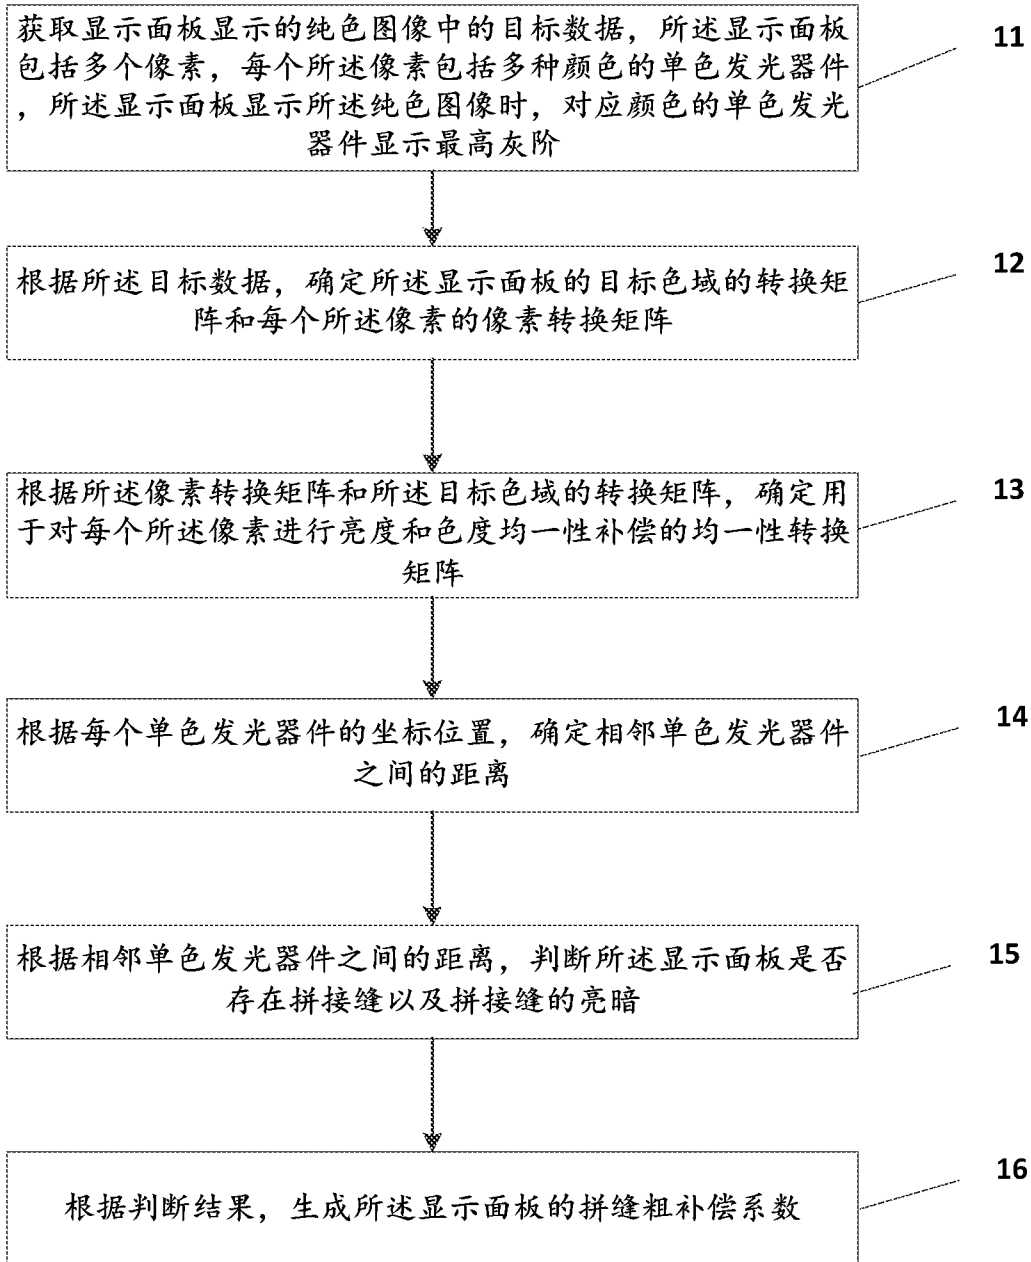 获取显示面板显示的纯色图像中的目标数据，所述显示面板
包括多个像素，每个所述像素包括多种颜色的单色发光器件
，所述显示面板显示所述纯色图像时，对应颜色的单色发光
器件显示最高灰阶
11
根据所述目标数据，确定所述显示面板的目标色域的转换矩
阵和每个所述像素的像素转换矩阵
12
根据所述像素转换矩阵和所述目标色域的转换矩阵，确定用
于对每个所述像素进行亮度和色度均一性补偿的均一性转换
矩阵
13
根据每个单色发光器件的坐标位置，确定相邻单色发光器件
之间的距离
14
根据相邻单色发光器件之间的距离，判断所述显示面板是否
存在拼接缝以及拼接缝的亮暗
15
根据判断结果，生成所述显示面板的拼缝粗补偿系数
16